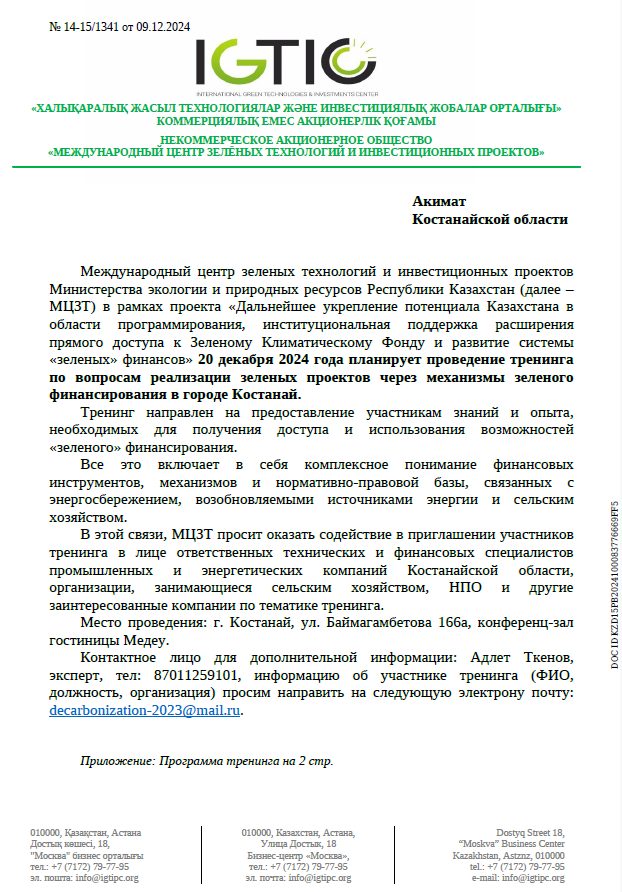 № 14-15/1341 от 09.12.2024
IGTIC
INTERNATIONAL GREEN TECHNOLOGIES & INVESTMENTS CENTER
«ХАЛЫҚАРАЛЫҚ ЖАСЫЛ ТЕХНОЛОГИЯЛАР ЖӘНЕ ИНВЕСТИЦИЯЛЫҚ ЖОБАЛАР ОРТАЛЫҒЫ»
КОММЕРЦИЯЛЫҚ ЕМЕС АКЦИОНЕРЛІК ҚОҒАМЫ
НЕКОММЕРЧЕСКОЕ АКЦИОНЕРНОЕ ОБЩЕСТВО
«МЕЖДУНАРОДНЫЙ ЦЕНТР ЗЕЛЁНЫХ ТЕХНОЛОГИЙ И ИНВЕСТИЦИОННЫХ ПРОЕКТОВ»
Акимат
Костанайской области
Международный центр зеленых технологий и инвестиционных проектов
Министерства экологии и природных ресурсов Республики Казахстан (далее –
МЦЗТ) в рамках проекта «Дальнейшее укрепление потенциала Казахстана в
области программирования, институциональная поддержка расширения
прямого доступа к Зеленому Климатическому Фонду и развитие системы
«зеленых» финансов» 20 декабря 2024 года планирует проведение тренинга
по вопросам реализации зеленых проектов через механизмы зеленого
финансирования в городе Костанай.
Тренинг направлен на предоставление участникам знаний и опыта,
необходимых для получения доступа и использования возможностей
«зеленого» финансирования.
Все это включает в себя комплексное понимание финансовых
инструментов, механизмов и нормативно-правовой базы, связанных с
энергосбережением, возобновляемыми источниками энергии и сельским
хозяйством.
В этой связи, МЦЗТ просит оказать содействие в приглашении участников
тренинга в лице ответственных технических и финансовых специалистов
промышленных и энергетических компаний Костанайской области,
организации, занимающиеся сельским хозяйством, НПО и другие
заинтересованные компании по тематике тренинга.
Место проведения: г. Костанай, ул. Баймагамбетова 166а, конференц-зал
гостиницы Медеу.
Контактное лицо для дополнительной информации: Адлет Ткенов,
эксперт, тел: 87011259101, информацию об участнике тренинга (ФИО,
должность, организация) просим направить на следующую электрону почту:
decarbonization-2023@mail.ru.
Приложение: Программа тренинга на 2 стр.
010000, Қазақстан, Астана
Достық көшесі, 18,
"Москва" бизнес орталығы
тел.: +7 (7172) 79-77-95
эл. пошта: info@igtipc.org
010000, Казахстан, Астана,
Улица Достык, 18
Бизнес-центр «Москва»,
тел.: +7 (7172) 79-77-95
эл. почта: info@igtipc.org
Dostyq Street 18,
“Moskva” Business Center
Kazakhstan, Astznz, 010000
tel.: +7 (7172) 79-77-95
e-mail: info@igtipc.org
DOC ID KZD15PB2024100083776669FF5